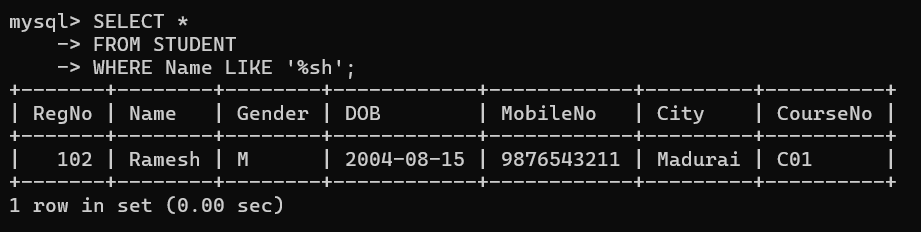 mysql> SELECT *
    -> FROM STUDENT
    -> WHERE Name LIKE '%sh';
+-------+--------+--------+------------+------------+---------+----------+
| RegNo | Name   | Gender | DOB        | MobileNo   | City    | CourseNo |
+-------+--------+--------+------------+------------+---------+----------+
|   102 | Ramesh | M      | 2004-08-15 | 9876543211 | Madurai | C01      |
+-------+--------+--------+------------+------------+---------+----------+
1 row in set (0.00 sec)